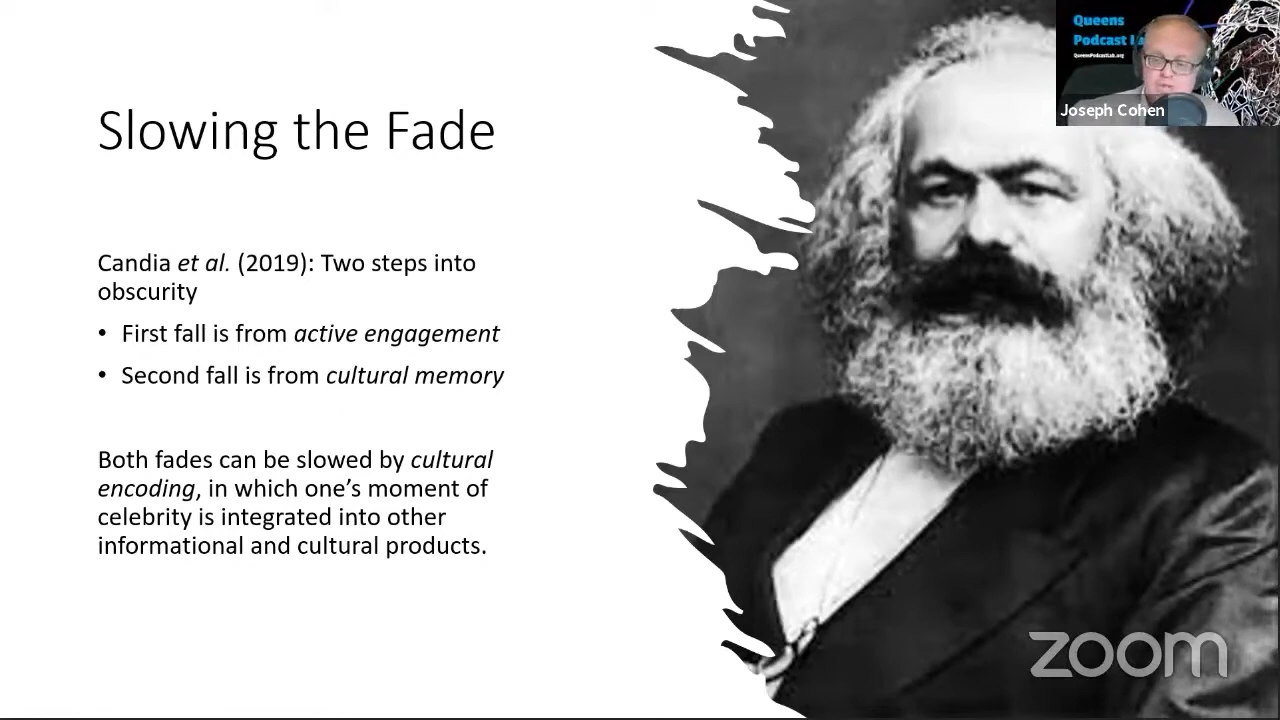 Slowing the Fade
Candia et al. (2019): Two steps into
obscurity
• First fall is from active engagement
• Second fall is from cultural memory
Both fades can be slowed by cultural
encoding, in which one’s moment of
celebrity is integrated into other
informational and cultural products.
Queens
Podcast
QueensPodcastLab.org
Joseph Cohen
zoom